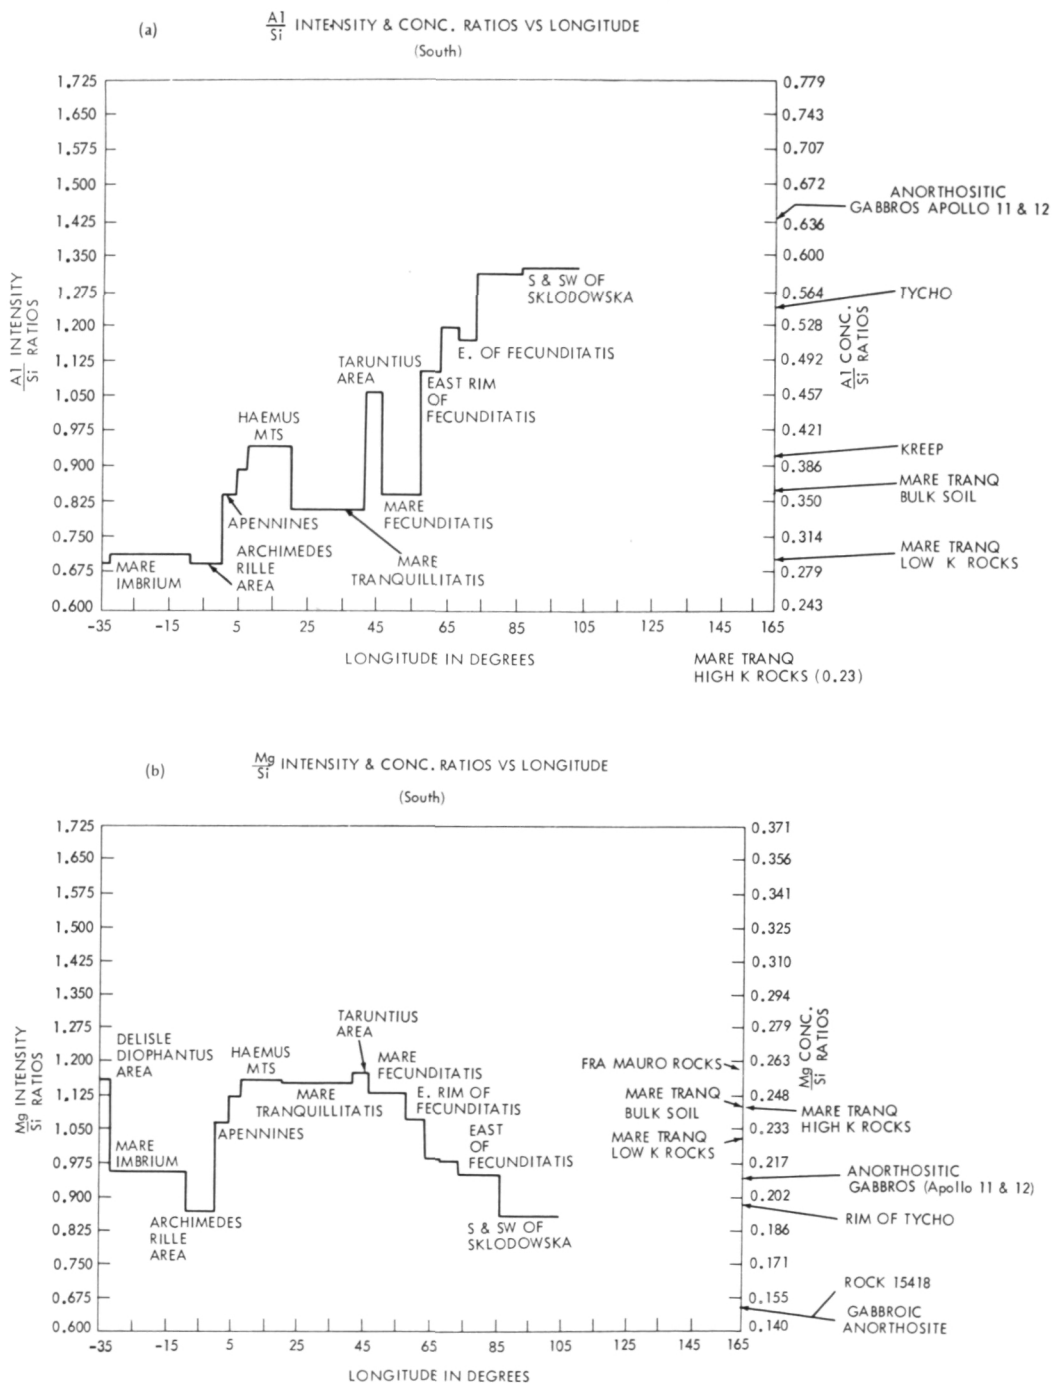 (a)
Al/Si INTENSITY & CONC. RATIOS VS LONGITUDE
(South)
1.725
1.650
1.575
1.500
1.425
1.350
1.275
1.200
1.125
1.050
0.975
0.900
0.825
0.750
0.675
0.600
Al/Si INTENSITY RATIOS
0.779
0.743
0.707
0.672
0.636
0.600
0.564
0.528
0.492
0.457
0.421
0.386
0.350
0.314
0.279
0.243
Al/Si CONC. RATIOS
ANORTHOSITIC
GABBROS APOLLO 11 & 12
TYCHO
KREEP
MARE TRANQ
BULK SOIL
MARE TRANQ
LOW K ROCKS
S & SW OF
SKLODOWSKA
E. OF FECUNDITATIS
TARUNTIUS
AREA
EAST RIM
OF
FECUNDITATIS
HAEMUS
MTS
MARE
FECUNDITATIS
APENNINES
MARE
TRANQUILLITATIS
ARCHIMEDES
RILLE
AREA
MARE
IMBRIUM
-35
-15
5
25
45
65
85
105
125
145
165
LONGITUDE IN DEGREES
MARE TRANQ
HIGH K ROCKS (0.23)
(b)
Mg/Si INTENSITY & CONC. RATIOS VS LONGITUDE
(South)
1.725
1.650
1.575
1.500
1.425
1.350
1.275
1.200
1.125
1.050
0.975
0.900
0.825
0.750
0.675
0.600
Mg/Si INTENSITY RATIOS
0.371
0.356
0.341
0.325
0.310
0.294
0.279
0.263
0.248
0.233
0.217
0.202
0.186
0.171
0.155
0.140
Mg/Si CONC. RATIOS
DELISLE
DIOPHANTUS
AREA
HAEMUS
MTS
TARUNTIUS
AREA
MARE
FECUNDITATIS
E. RIM OF
FECUNDITATIS
MARE
TRANQUILLITATIS
APENNINES
EAST
OF
FECUNDITATIS
MARE
IMBRIUM
ARCHIMEDES
RILLE
AREA
S & SW OF
SKLODOWSKA
FRA MAURO ROCKS
MARE TRANQ
BULK SOIL
MARE TRANQ
LOW K ROCKS
MARE TRANQ
HIGH K ROCKS
ANORTHOSITIC
GABBROS (Apollo 11 & 12)
RIM OF TYCHO
ROCK 15418
GABBROIC
ANORTHOSITE
-35
-15
5
25
45
65
85
105
125
145
165
LONGITUDE IN DEGREES